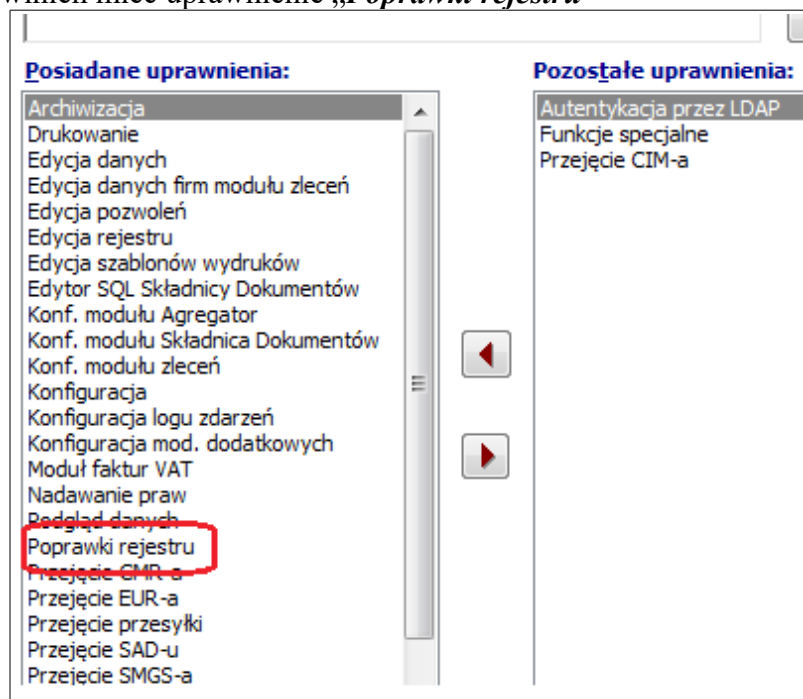 uprawnienie „Poprawki rejestru”
Posiadane uprawnienia:
Archiwizacja
Drukowanie
Edycja danych
Edycja danych firm modułu zleceń
Edycja pozwoleń
Edycja rejestru
Edycja szablonów wydruków
Edytor SQL Składnicy Dokumentów
Konf. modułu Agregator
Konf. modułu Składnica Dokumentów
Konf. modułu zleceń
Konfiguracja
Konfiguracja logu zdarzeń
Konfiguracja mod. dodatkowych
Moduł faktur VAT
Nadawanie praw
Podgląd danych
Poprawki rejestru
Przejęcie CMR-a
Przejęcie EUR-a
Przejęcie przesyłki
Przejęcie SAD-u
Przejęcie SMGS-a
Pozostałe uprawnienia:
Autentykacja przez LDAP
Funkcje specjalne
Przejęcie CIM-a